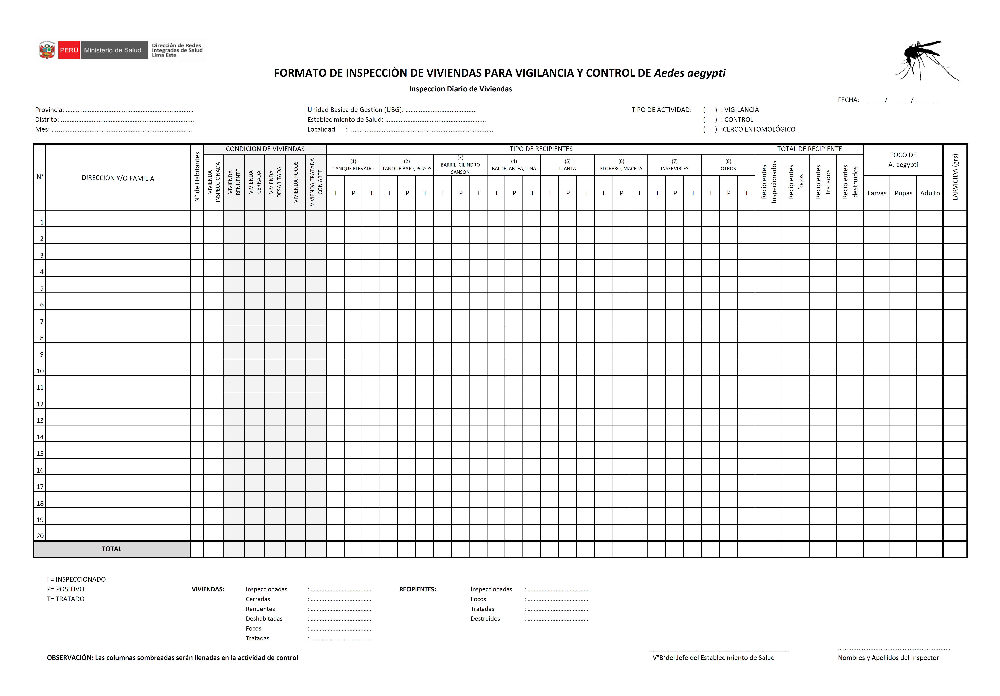 REPUBLICA DEL PERU
PERÚ
Ministerio de Salud
Dirección de Redes
Integradas de Salud
Lima Este
FORMATO DE INSPECCIÒN DE VIVIENDAS PARA VIGILANCIA Y CONTROL DE Aedes aegypti
Inspeccion Diario de Viviendas
FECHA: ______ /______ / ______
Provincia: ................................................................
Unidad Basica de Gestion (UBG): ....................................
TIPO DE ACTIVIDAD: ( ) : VIGILANCIA
Distrito: ................................................................
Establecimiento de Salud: ..................................................
( ) : CONTROL
Mes: ................................................................
Localidad : ................................................................
( ) :CERCO ENTOMOLÓGICO
N°
DIRECCION Y/O FAMILIA
N° de Habitantes
CONDICION DE VIVIENDAS
VIVIENDA
INSPECCIONADA
VIVIENDA
RENUENTE
VIVIENDA
CERRADA
VIVIENDA
DESABITADA
VIVIENDA FOCOS
VIVIENDA TRATADA
CON ABTE
TIPO DE RECIPIENTES
(1)
TANQUE ELEVADO
(2)
TANQUE BAJO, POZOS
(3)
BARRIL, CILINDRO
SANSON
(4)
BALDE, ABTEA, TINA
(5)
LLANTA
(6)
FLORERO, MACETA
(7)
INSERVIBLES
(8)
OTROS
I P T I P T I P T I P T I P T I P T I P T I P T
TOTAL DE RECIPIENTE
Recipientes
Inspecionados
Recipientes
focos
Recipientes
tratados
Recipientes
destruidos
FOCO DE
A. aegypti
Larvas
Pupas
Adulto
LARVICIDA (grs)
1
2
3
4
5
6
7
8
9
10
11
12
13
14
15
16
17
18
19
20
TOTAL
I = INSPECCIONADO
P= POSITIVO
T= TRATADO
VIVIENDAS:
Inspeccionadas : .......................................
Cerradas : .......................................
Renuentes : .......................................
Deshabitadas : .......................................
Focos : .......................................
Tratadas : .......................................
RECIPIENTES:
Inspeccionadas : .......................................
Focos : .......................................
Tratadas : .......................................
Destruidos : .......................................
OBSERVACIÓN: Las columnas sombreadas serán llenadas en la actividad de control
V°B°del Jefe del Establecimiento de Salud
Nombres y Apellidos del Inspector